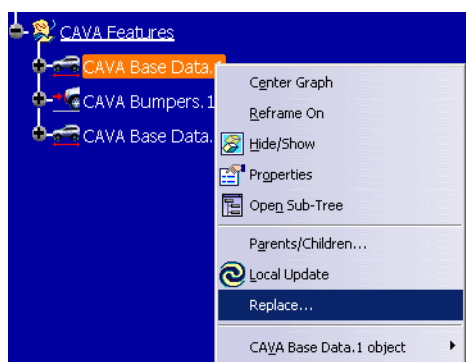 CAVA Features
CAVA Base Data.1
CAVA Bumpers.1
CAVA Base Data.
Center Graph
Reframe On
Hide/Show
Properties
Open Sub-Tree
Parents/Children...
Local Update
Replace...
CAVA Base Data.1 object